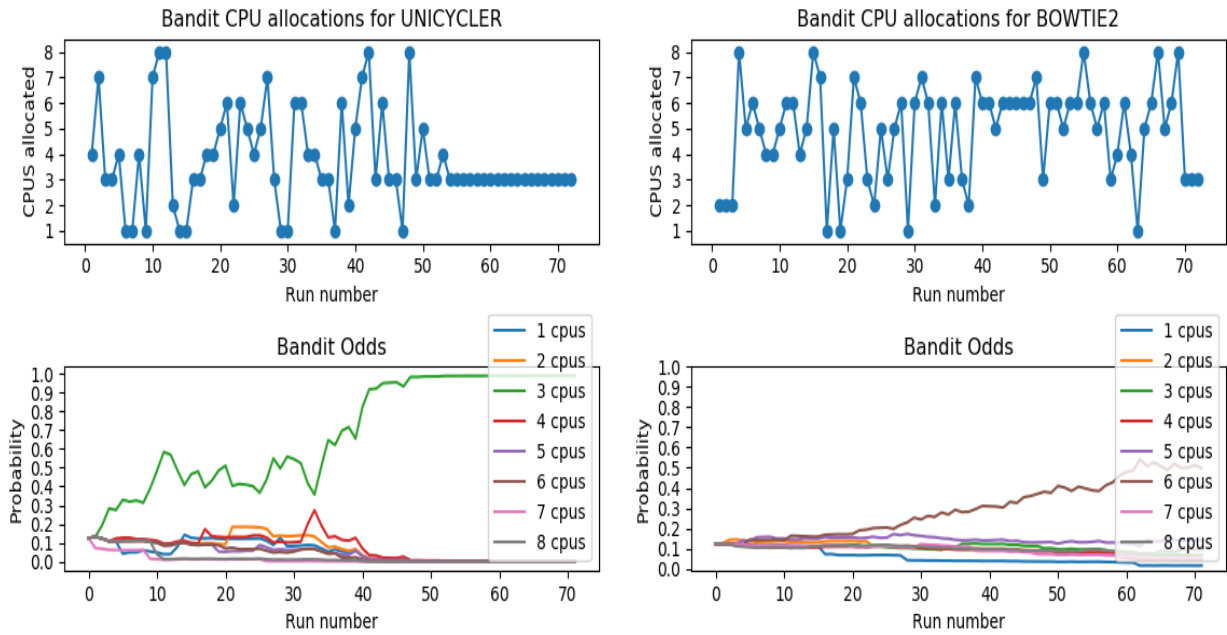 Bandit CPU allocations for UNICYCLER
CPUS allocated
8
7
6
5
4
3
2
1
0 10 20 30 40 50 60 70
Run number
Bandit CPU allocations for BOWTIE2
CPUS allocated
8
7
6
5
4
3
2
1
0 10 20 30 40 50 60 70
Run number
Bandit Odds
Probability
1.0
0.9
0.8
0.7
0.6
0.5
0.4
0.3
0.2
0.1
0.0
0 10 20 30 40 50 60 70
Run number
1 cpus
2 cpus
3 cpus
4 cpus
5 cpus
6 cpus
7 cpus
8 cpus
Bandit Odds
Probability
1.0
0.9
0.8
0.7
0.6
0.5
0.4
0.3
0.2
0.1
0.0
0 10 20 30 40 50 60 70
Run number
1 cpus
2 cpus
3 cpus
4 cpus
5 cpus
6 cpus
7 cpus
8 cpus